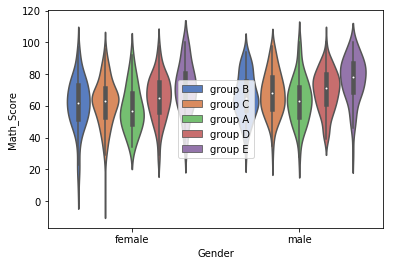 120
100
80
60
40
20
0
Math_Score
group B
group C
group A
group D
group E
female
male
Gender